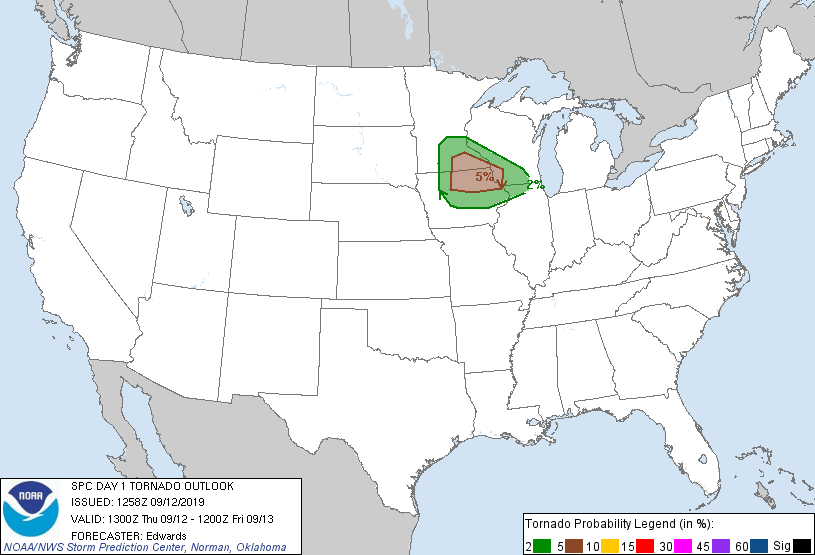 5%
2%
NOAA
SPC DAY 1 TORNADO OUTLOOK
ISSUED: 1258Z 09/12/2019
VALID: 1300Z Thu 09/12 - 1200Z Fri 09/13
FORECASTER: Edwards
NOAA/NWS Storm Prediction Center, Norman, Oklahoma
Tornado Probability Legend (in %):
2 5 10 15 30 45 60 Sig